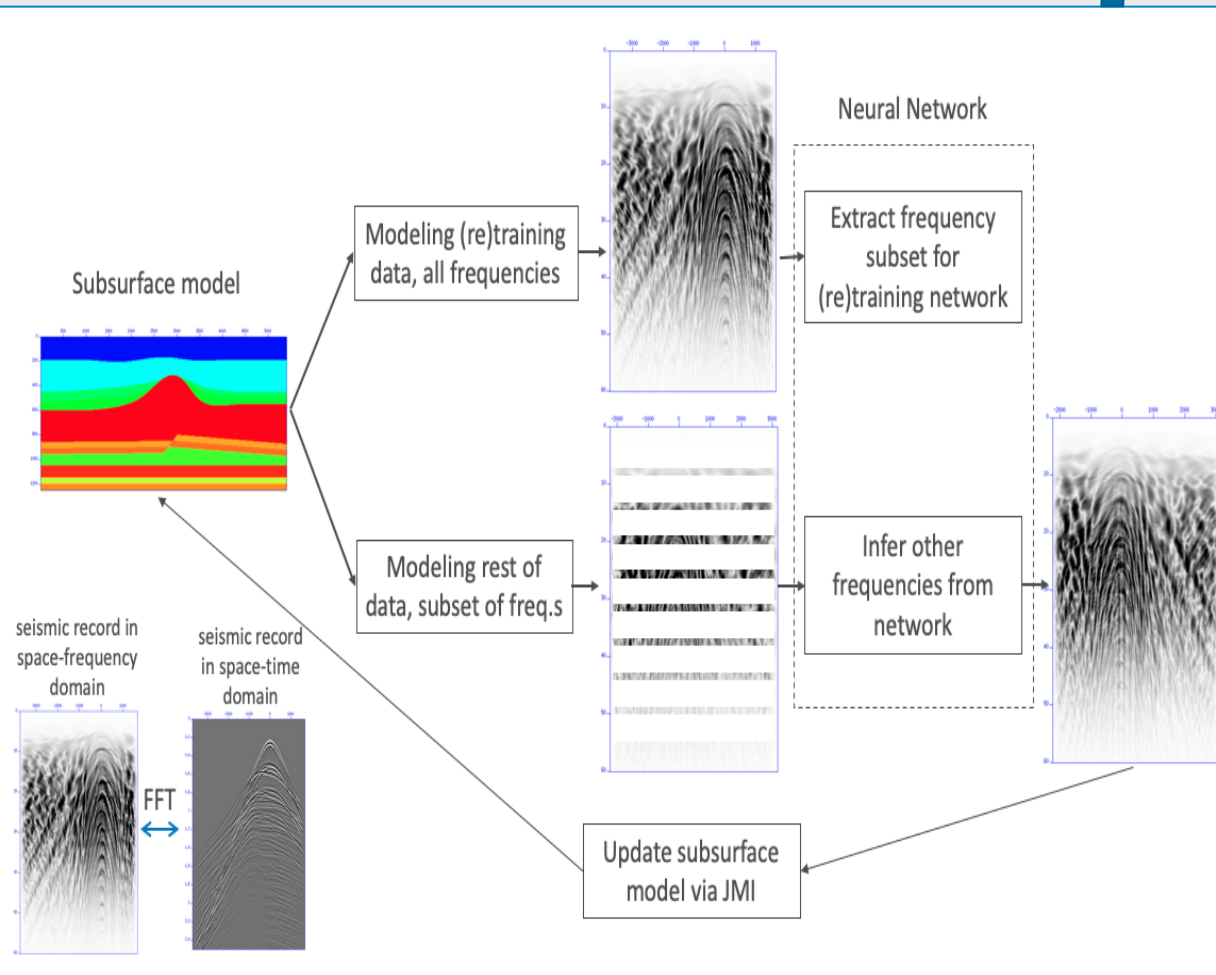 Neural Network
Modeling (re)training
data, all frequencies
Extract frequency
subset for
(re)training network
Subsurface model
Modeling rest of
data, subset of freq.s
Infer other
frequencies from
network
seismic record in
space-frequency
domain
seismic record
in space-time
domain
FFT
Update subsurface
model via JMI